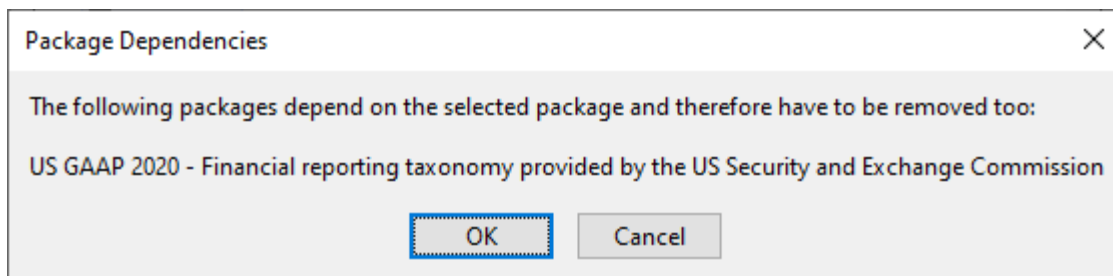 Package Dependencies
The following packages depend on the selected package and therefore have to be removed too:
US GAAP 2020 - Financial reporting taxonomy provided by the US Security and Exchange Commission
OK Cancel